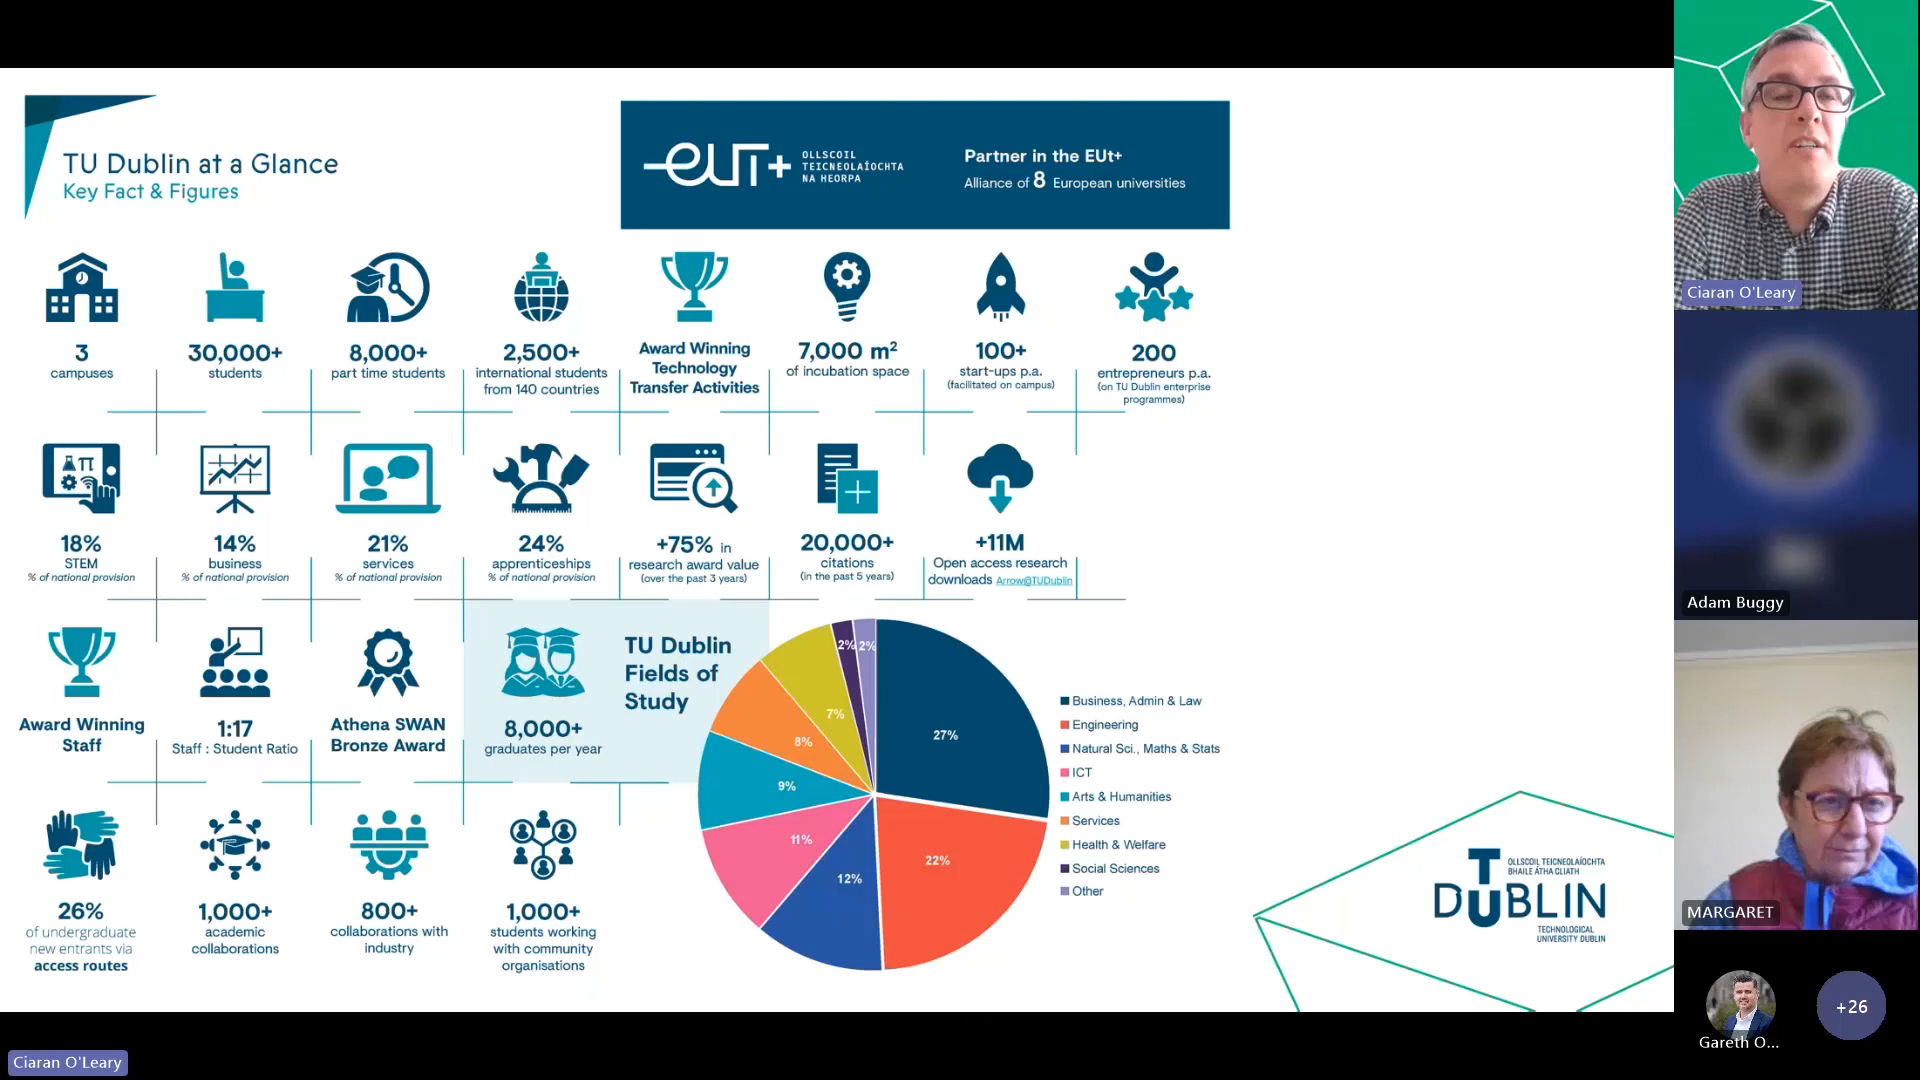 TU Dublin at a Glance
Key Fact & Figures
eUT+
OLLSCOIL
TEICNEOLAÍOCHTA
NA HEORPA
Partner in the EUt+
Alliance of 8 European universities
3
campuses
30,000+
students
8,000+
part time students
2,500+
international students
from 140 countries
Award Winning
Technology
Transfer Activities
7,000 m²
of incubation space
100+
start-ups p.a.
(facilitated on campus)
200
entrepreneurs p.a.
(on TU Dublin enterprise
programmes)
18%
STEM
% of national provision
14%
business
% of national provision
21%
services
% of national provision
24%
apprenticeships
% of national provision
+75% in
research award value
(over the past 3 years)
20,000+
citations
(in the past 5 years)
+11M
Open access research
downloads Arrow@TUDublin
Award Winning
Staff
1:17
Staff : Student Ratio
Athena SWAN
Bronze Award
8,000+
graduates per year
TU Dublin
Fields of
Study
27%
22%
12%
11%
9%
8%
7%
2%
2%
Business, Admin & Law
Engineering
Natural Sci., Maths & Stats
ICT
Arts & Humanities
Services
Health & Welfare
Social Sciences
Other
26%
of undergraduate
new entrants via
access routes
1,000+
academic
collaborations
800+
collaborations with
industry
1,000+
students working
with community
organisations
OLLSCOIL TEICNEOLAÍOCHTA
BHAILE ÁTHA CLIATH
TU DUBLIN
TECHNOLOGICAL
UNIVERSITY DUBLIN
Ciaran O'Leary
Adam Buggy
MARGARET
Gareth O...
+26
Ciaran O'Leary